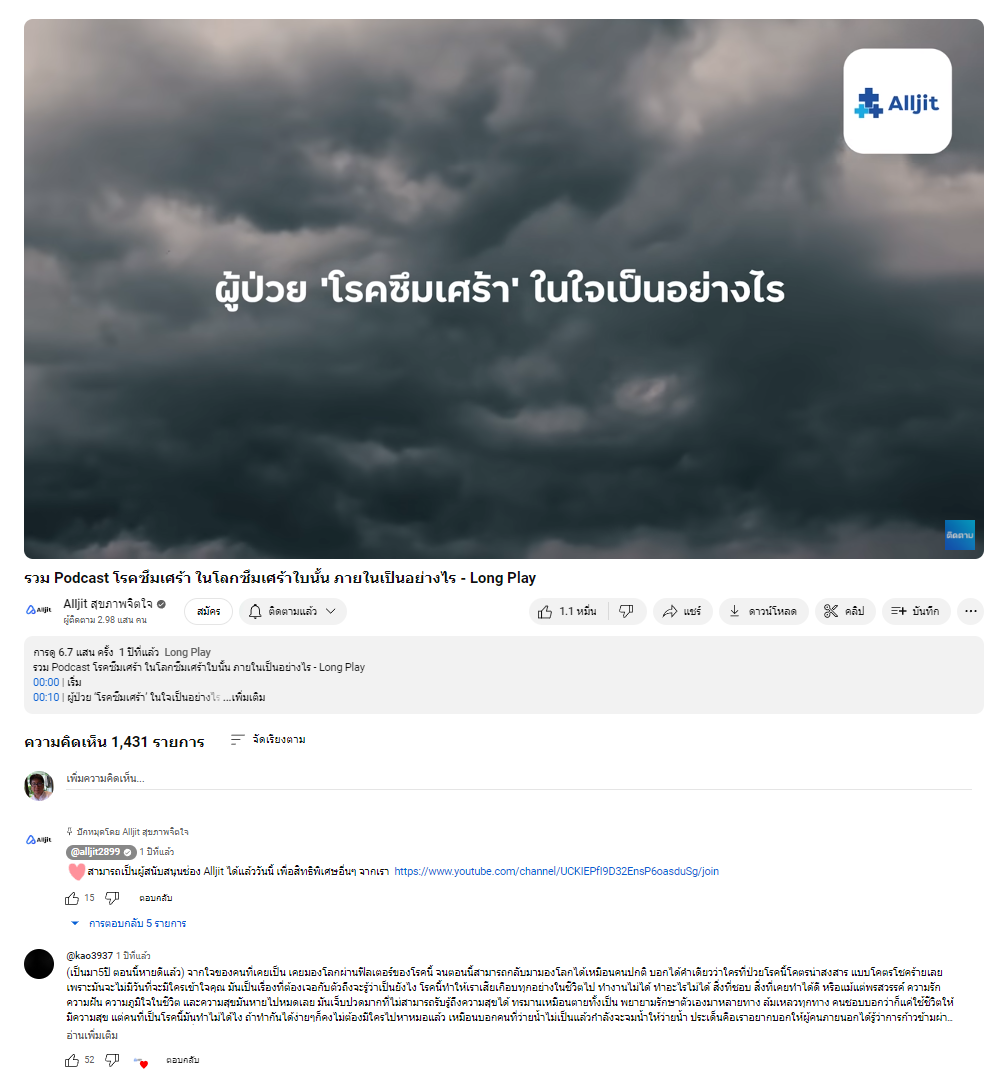 Alljit
ผู้ป่วย 'โรคซึมเศร้า' ในใจเป็นอย่างไร
ติดตาม
รวม Podcast โรคซึมเศร้า ในโลกซึมเศร้าใบนั้น ภายในเป็นอย่างไร - Long Play
Alljit
Alljit สุขภาพจิตใจ
ผู้ติดตาม 2.98 แสน คน
สมัคร
ติดตามแล้ว
1.1 หมื่น
แชร์
ดาวน์โหลด
คลิป
บันทึก
การดู 6.7 แสน ครั้ง 1 ปีที่แล้ว Long Play
รวม Podcast โรคซึมเศร้า ในโลกซึมเศร้าใบนั้น ภายในเป็นอย่างไร - Long Play
00:00 | เริ่ม
00:10 | ผู้ป่วย 'โรคซึมเศร้า' ในใจเป็นอย่างไร ...เพิ่มเติม
ความคิดเห็น 1,431 รายการ
จัดเรียงตาม
เพิ่มความคิดเห็น...
Alljit
ปักหมุดโดย Alljit สุขภาพจิตใจ
@alljit2899 1 ปีที่แล้ว
สามารถเป็นผู้สนับสนุนช่อง Alljit ได้แล้ววันนี้ เพื่อสิทธิพิเศษอื่นๆ จากเรา https://www.youtube.com/channel/UCKIEPfI9D32EnsP6oasduSg/join
15
ตอบกลับ
การตอบกลับ 5 รายการ
@kao3937 1 ปีที่แล้ว
(เป็นมา5ปี ตอนนี้หายดีแล้ว) จากใจของคนที่เคยเป็น เคยมองโลกผ่านฟิลเตอร์ของโรคนี้ จนตอนนี้สามารถกลับมามองโลกได้เหมือนคนปกติ บอกได้คำเดียวว่าใครที่ป่วยโรคนี้โคตรน่าสงสาร แบบโคตรโชคร้ายเลย
เพราะมันจะไม่มีวันที่จะมีใครเข้าใจคุณ มันเป็นเรื่องที่ต้องเจอกับตัวถึงจะรู้ว่าเป็นยังไง โรคนี้ทำให้เราเสียเกือบทุกอย่างในชีวิตไป ทำงานไม่ได้ ทำอะไรไม่ได้ สิ่งที่ชอบ สิ่งที่เคยทำได้ดี หรือแม้แต่พรสวรรค์ ความรัก
ความฝัน ความภูมิใจในชีวิต และความสุขมันหายไปหมดเลย มันเจ็บปวดมากที่ไม่สามารถรับรู้ถึงความสุขได้ ทรมานเหมือนตายทั้งเป็น พยายามรักษาตัวเองมาหลายทาง ล้มเหลวทุกทาง คนชอบบอกว่าก็แค่ใช้ชีวิตให้
มีความสุข แต่คนที่เป็นโรคนี้มันทำไม่ได้ไง ถ้าทำกันได้ง่ายๆก็คงไม่ต้องมีใครไปหาหมอแล้ว เหมือนบอกคนที่ว่ายน้ำไม่เป็นแล้วกำลังจะจมน้ำให้ว่ายน้ำ ประเด็นคือเราอยากบอกให้ผู้คนภายนอกได้รู้ว่าการก้าวข้ามผ่า...
อ่านเพิ่มเติม
52
ตอบกลับ